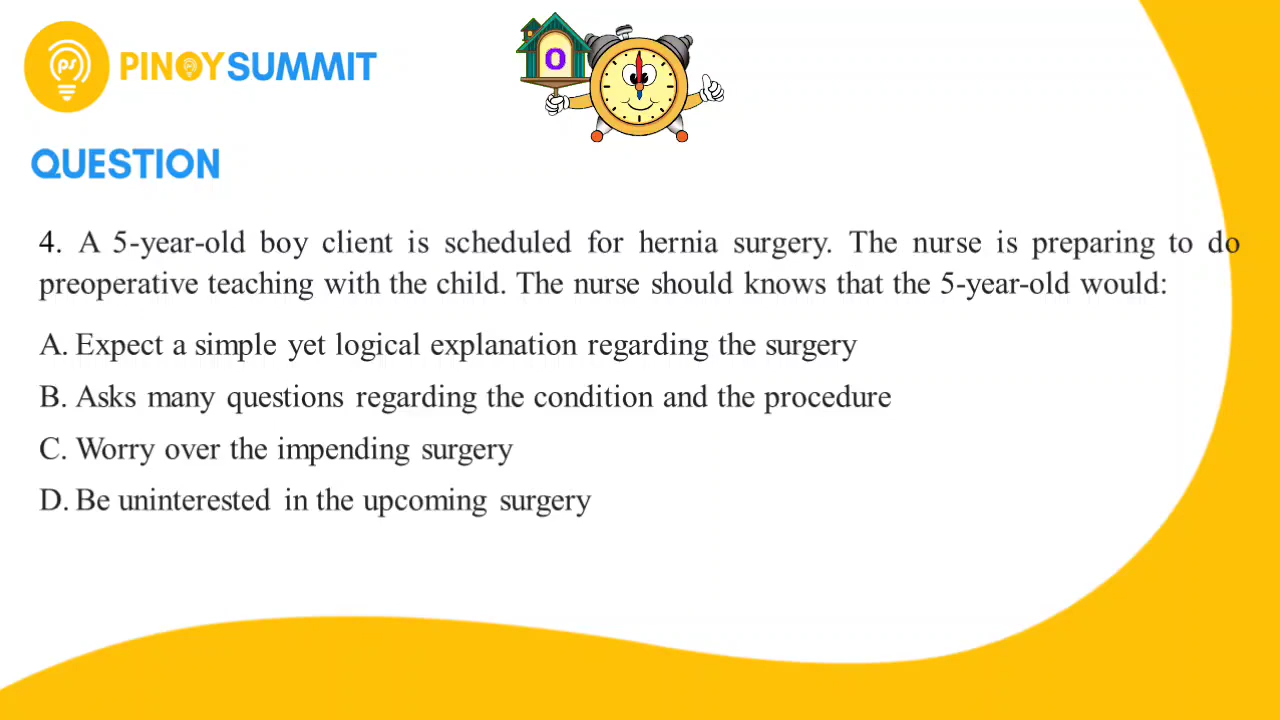 PINOYSUMMIT
0
QUESTION
4. A 5-year-old boy client is scheduled for hernia surgery. The nurse is preparing to do
preoperative teaching with the child. The nurse should knows that the 5-year-old would:
A. Expect a simple yet logical explanation regarding the surgery
B. Asks many questions regarding the condition and the procedure
C. Worry over the impending surgery
D. Be uninterested in the upcoming surgery